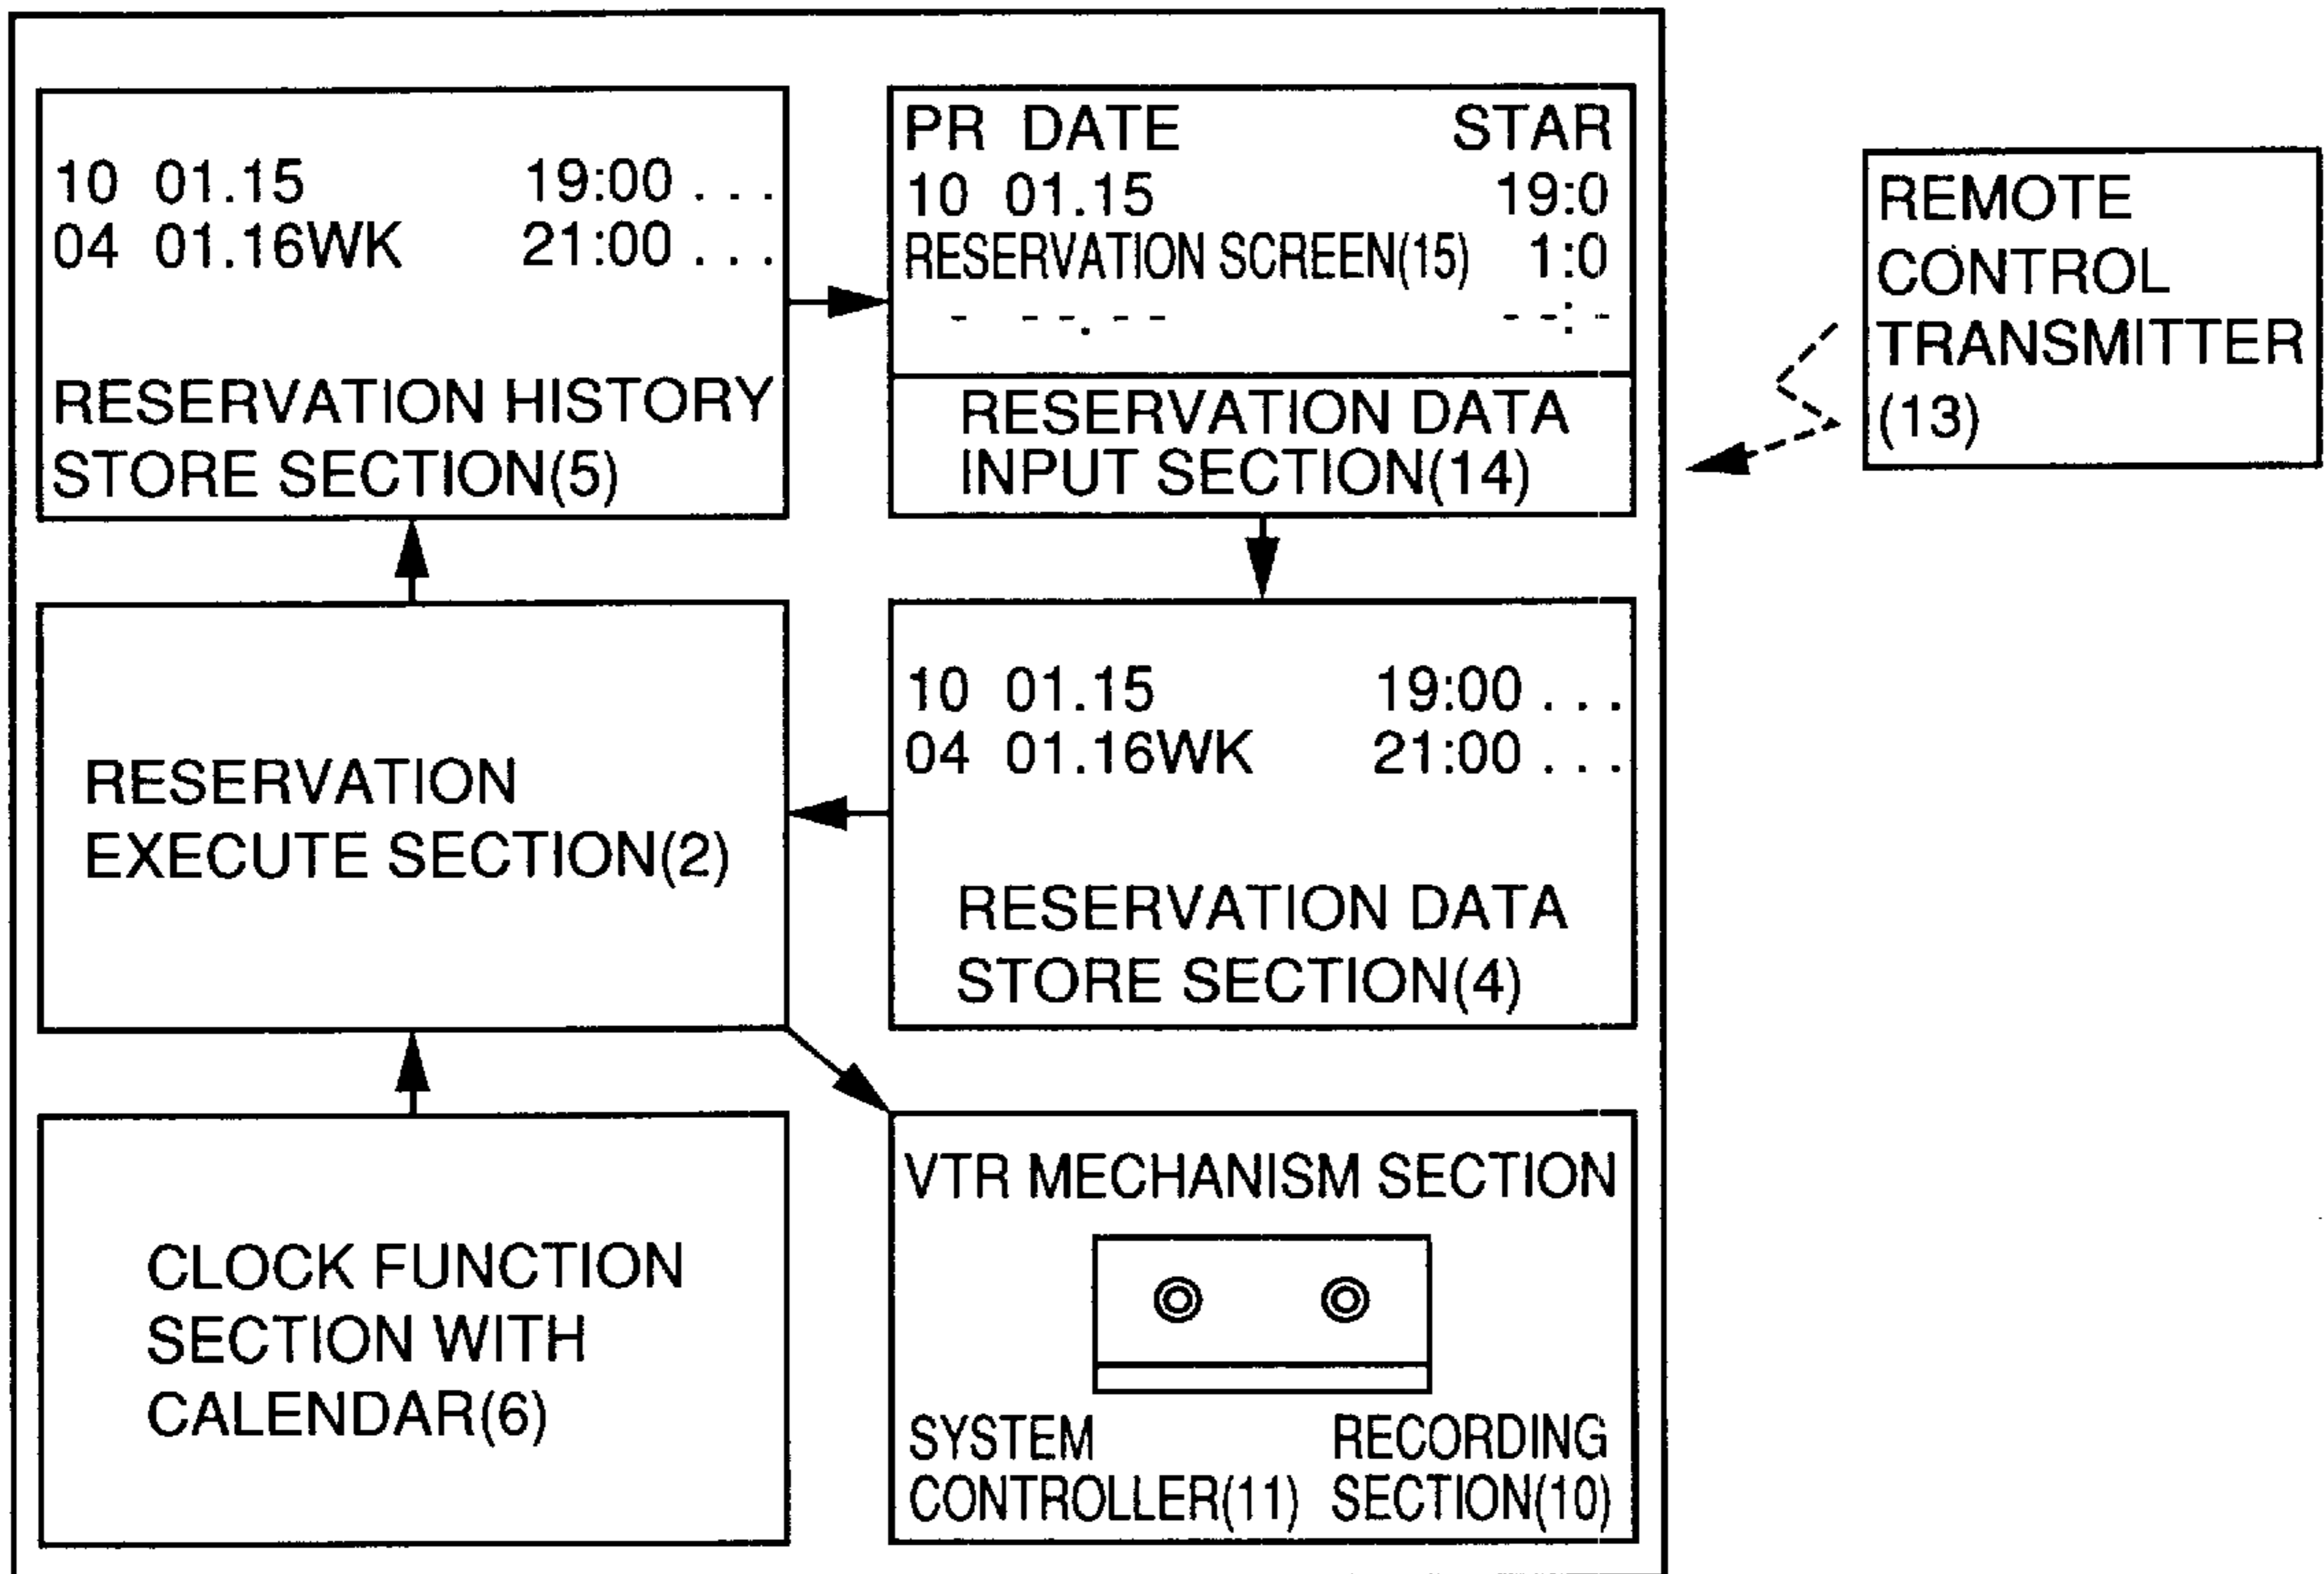 10 01.15 19:00 . . .
04 01.16WK 21:00 . . .
RESERVATION HISTORY
STORE SECTION(5)
PR DATE STAR
10 01.15 19:0
RESERVATION SCREEN(15) 1:0
- --.-- --:-
RESERVATION DATA
INPUT SECTION(14)
REMOTE
CONTROL
TRANSMITTER
(13)
RESERVATION
EXECUTE SECTION(2)
10 01.15 19:00 . . .
04 01.16WK 21:00 . . .
RESERVATION DATA
STORE SECTION(4)
CLOCK FUNCTION
SECTION WITH
CALENDAR(6)
VTR MECHANISM SECTION
SYSTEM
CONTROLLER(11)
RECORDING
SECTION(10)